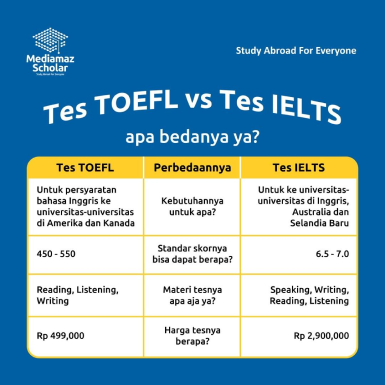 Mediamaz
Scholar
Study Abroad For Everyone
Tes TOEFL vs Tes IELTS
apa bedanya ya?
Tes TOEFL
Perbedaannya
Tes IELTS
Untuk persyaratan
bahasa Inggris ke
universitas-universitas
di Amerika dan Kanada
Kebutuhannya
untuk apa?
Untuk ke universitas-
universitas di Inggris,
Australia dan
Selandia Baru
450 - 550
Standar skornya
bisa dapat berapa?
6.5 - 7.0
Reading, Listening,
Writing
Materi tesnya
apa aja ya?
Speaking, Writing,
Reading, Listening
Rp 499,000
Harga tesnya
berapa?
Rp 2,900,000